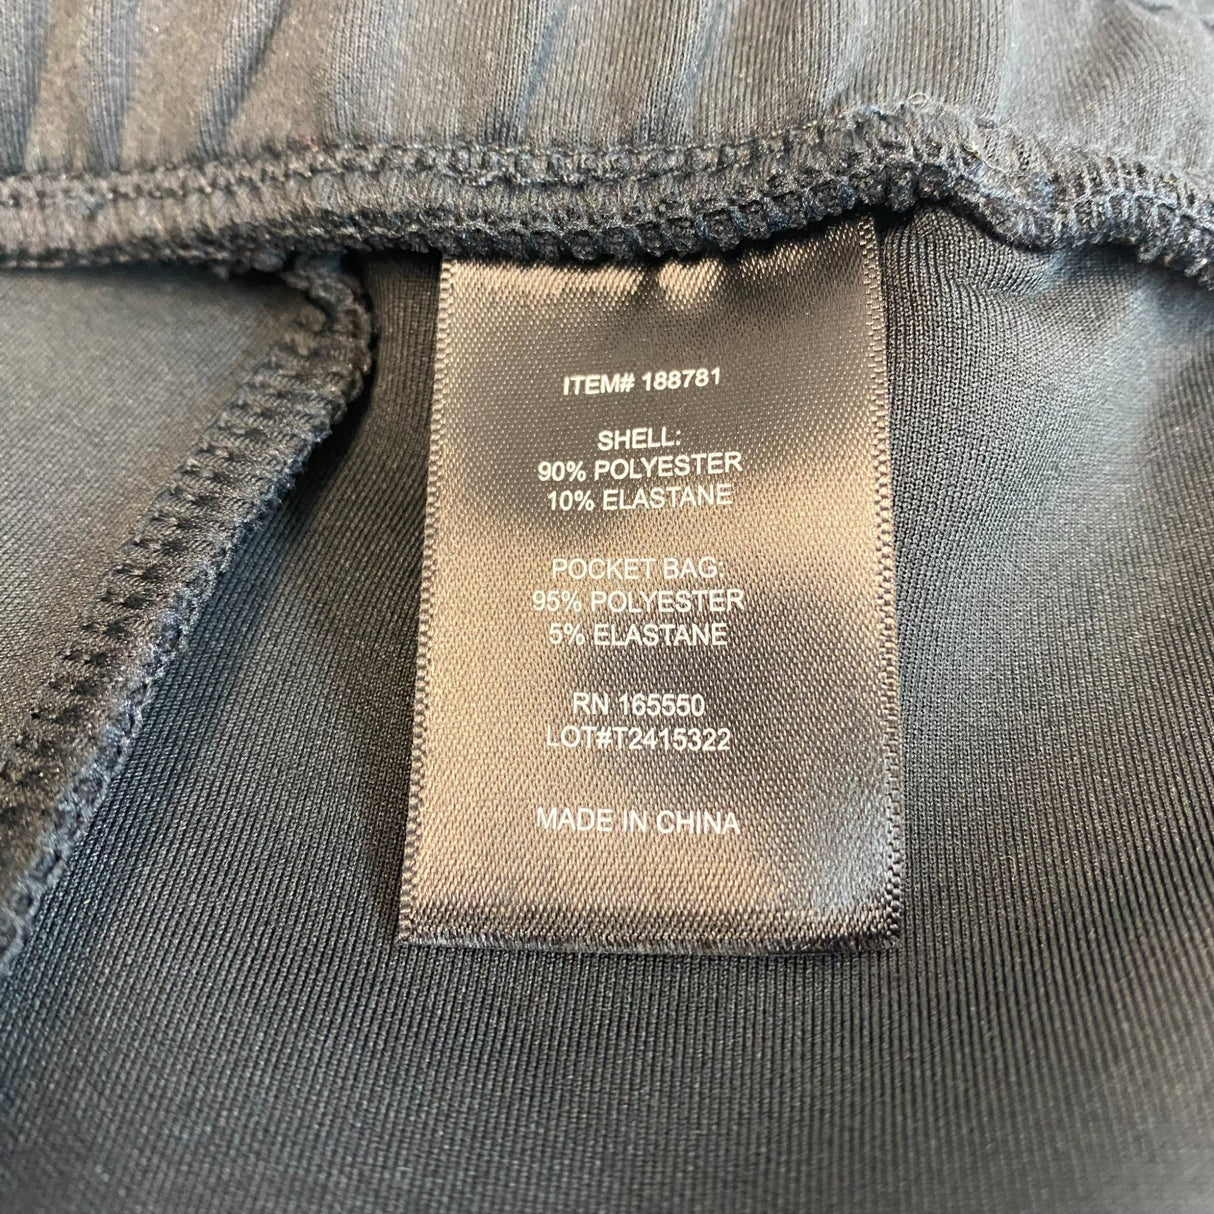 ITEM# 188781
SHELL:
90% POLYESTER
10% ELASTANE
POCKET BAG:
95% POLYESTER
5% ELASTANE
RN 165550
LOT#T2415322
MADE IN CHINA